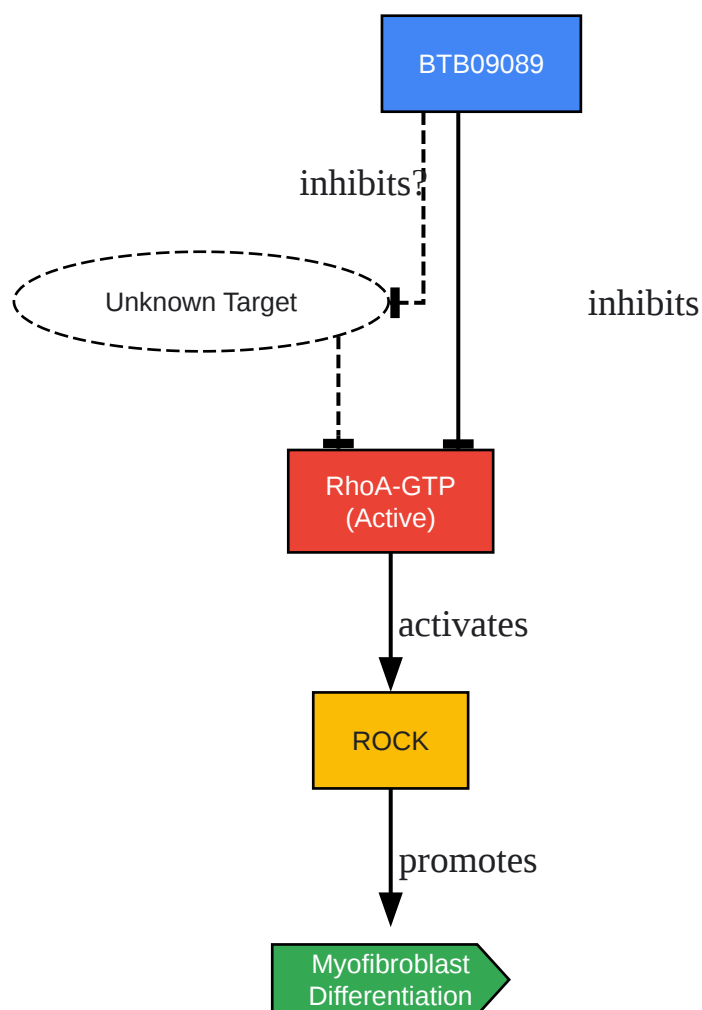 BTB09089
inhibits?
Unknown Target
inhibits
RhoA-GTP
(Active)
activates
ROCK
promotes
Myofibroblast
Differentiation